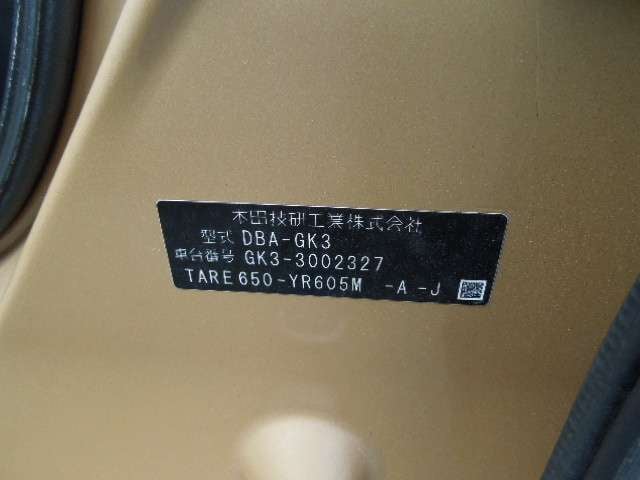 本田技研工業株式会社
型式 DBA-GK3
車台番号 GK3-3002327
TARE650-YR605M -A-J